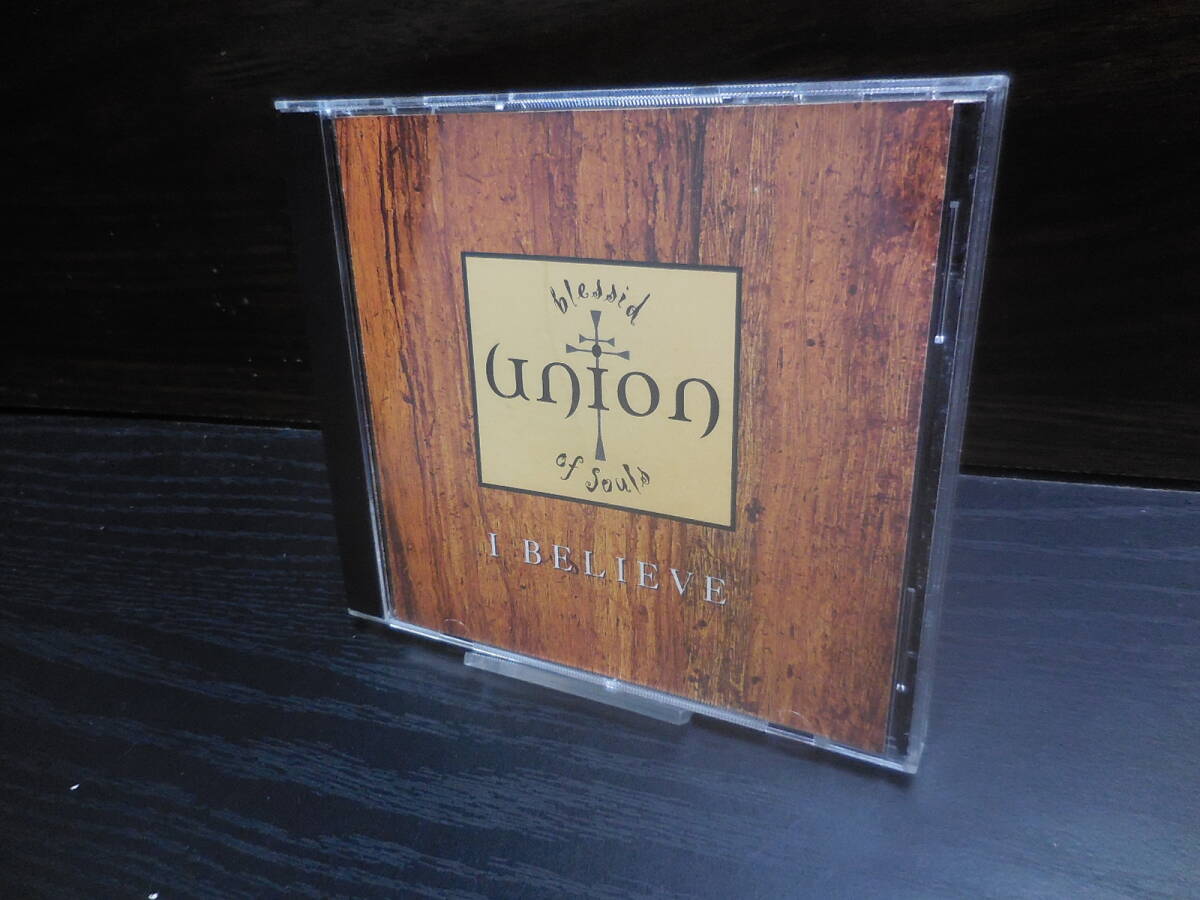 blessid
union
of souls
I BELIEVE